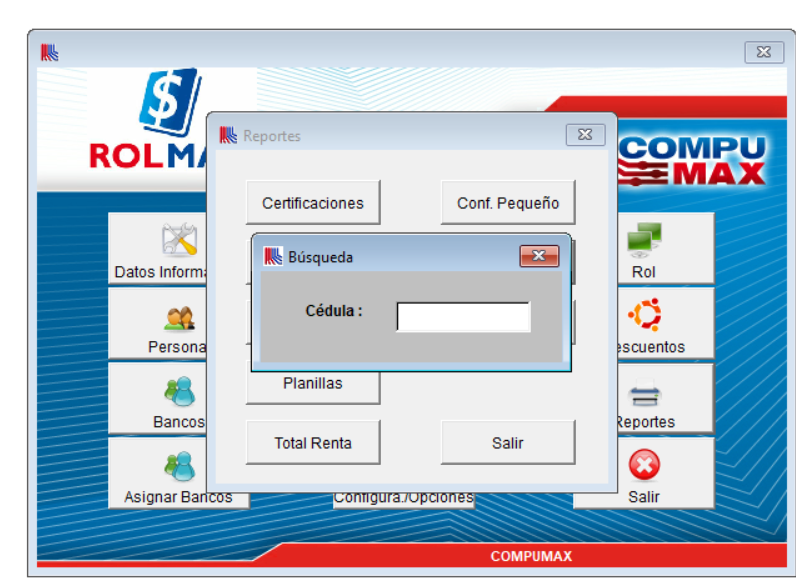 ROLMA
COMPU
MAX
Reportes
Certificaciones
Conf. Pequeño
Datos Informa
Rol
Búsqueda
Cédula :
Persona
escuentos
Planillas
Bancos
Reportes
Total Renta
Salir
Asignar Bancos
Configura./Opciones
Salir
COMPUMAX